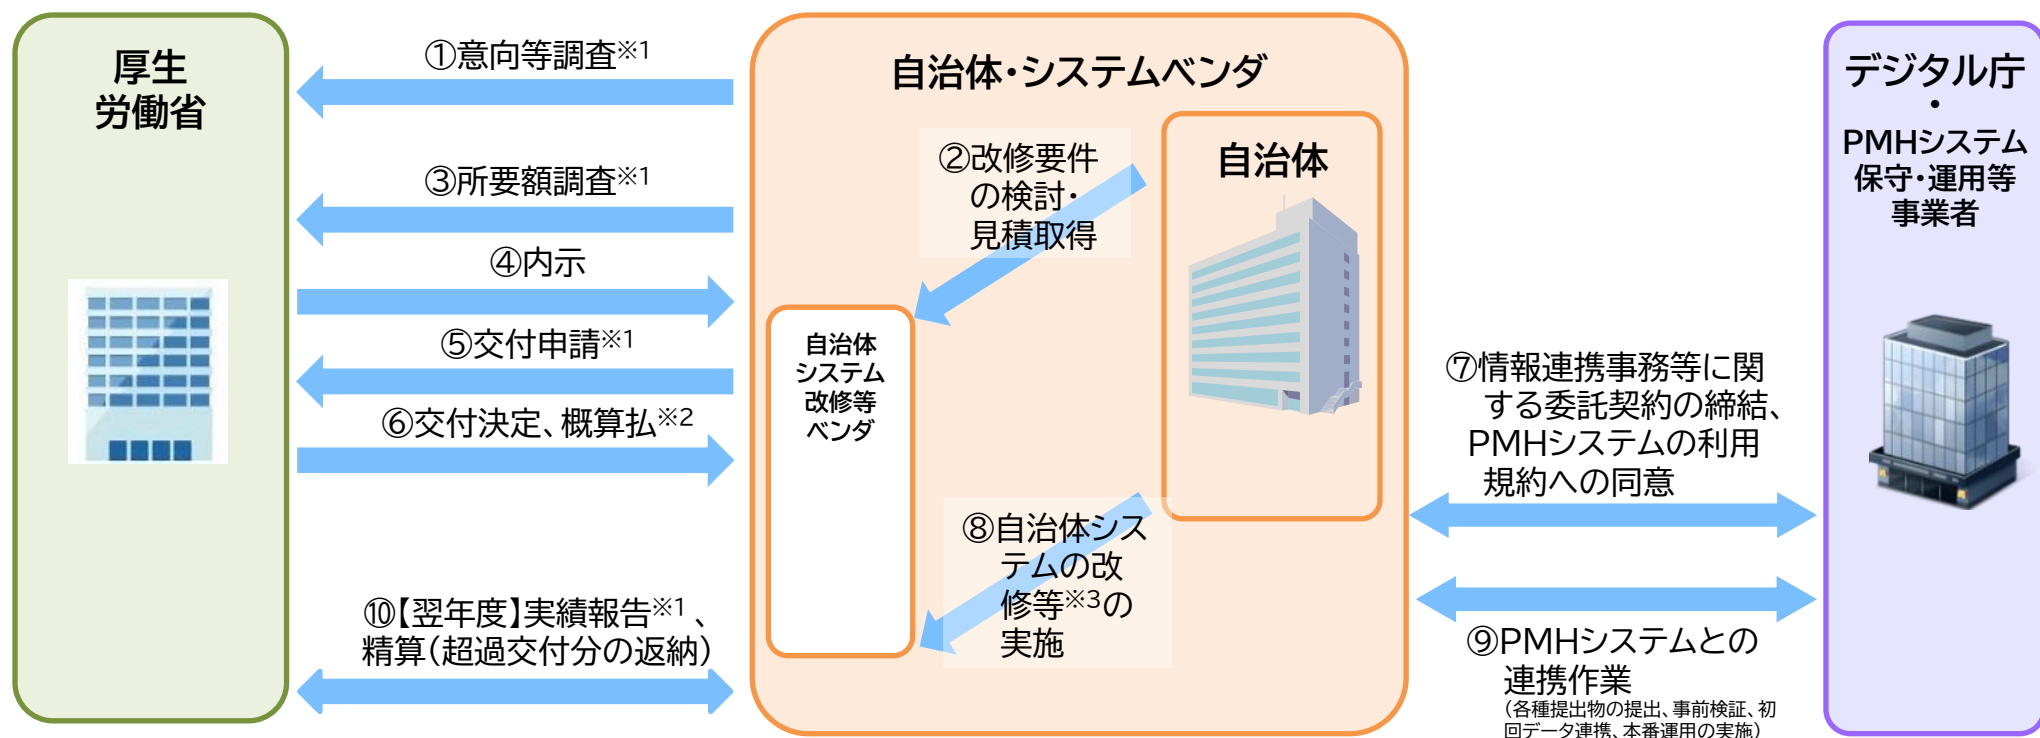 厚生
労働省
①意向等調査※1
③所要額調査※1
④内示
⑤交付申請※1
⑥交付決定、概算払※2
⑩【翌年度】実績報告※1、
精算（超過交付分の返納）
自治体・システムベンダ
②改修要件
の検討・
見積取得
自治体
自治体
システム
改修等
ベンダ
⑧自治体シス
テムの改
修等※3の
実施
⑦情報連携事務等に関
する委託契約の締結、
PMHシステムの利用
規約への同意
⑨PMHシステムとの
連携作業
（各種提出物の提出、事前検証、初
回データ連携、本番運用の実施）
デジタル庁
・
PMHシステム
保守・運用等
事業者